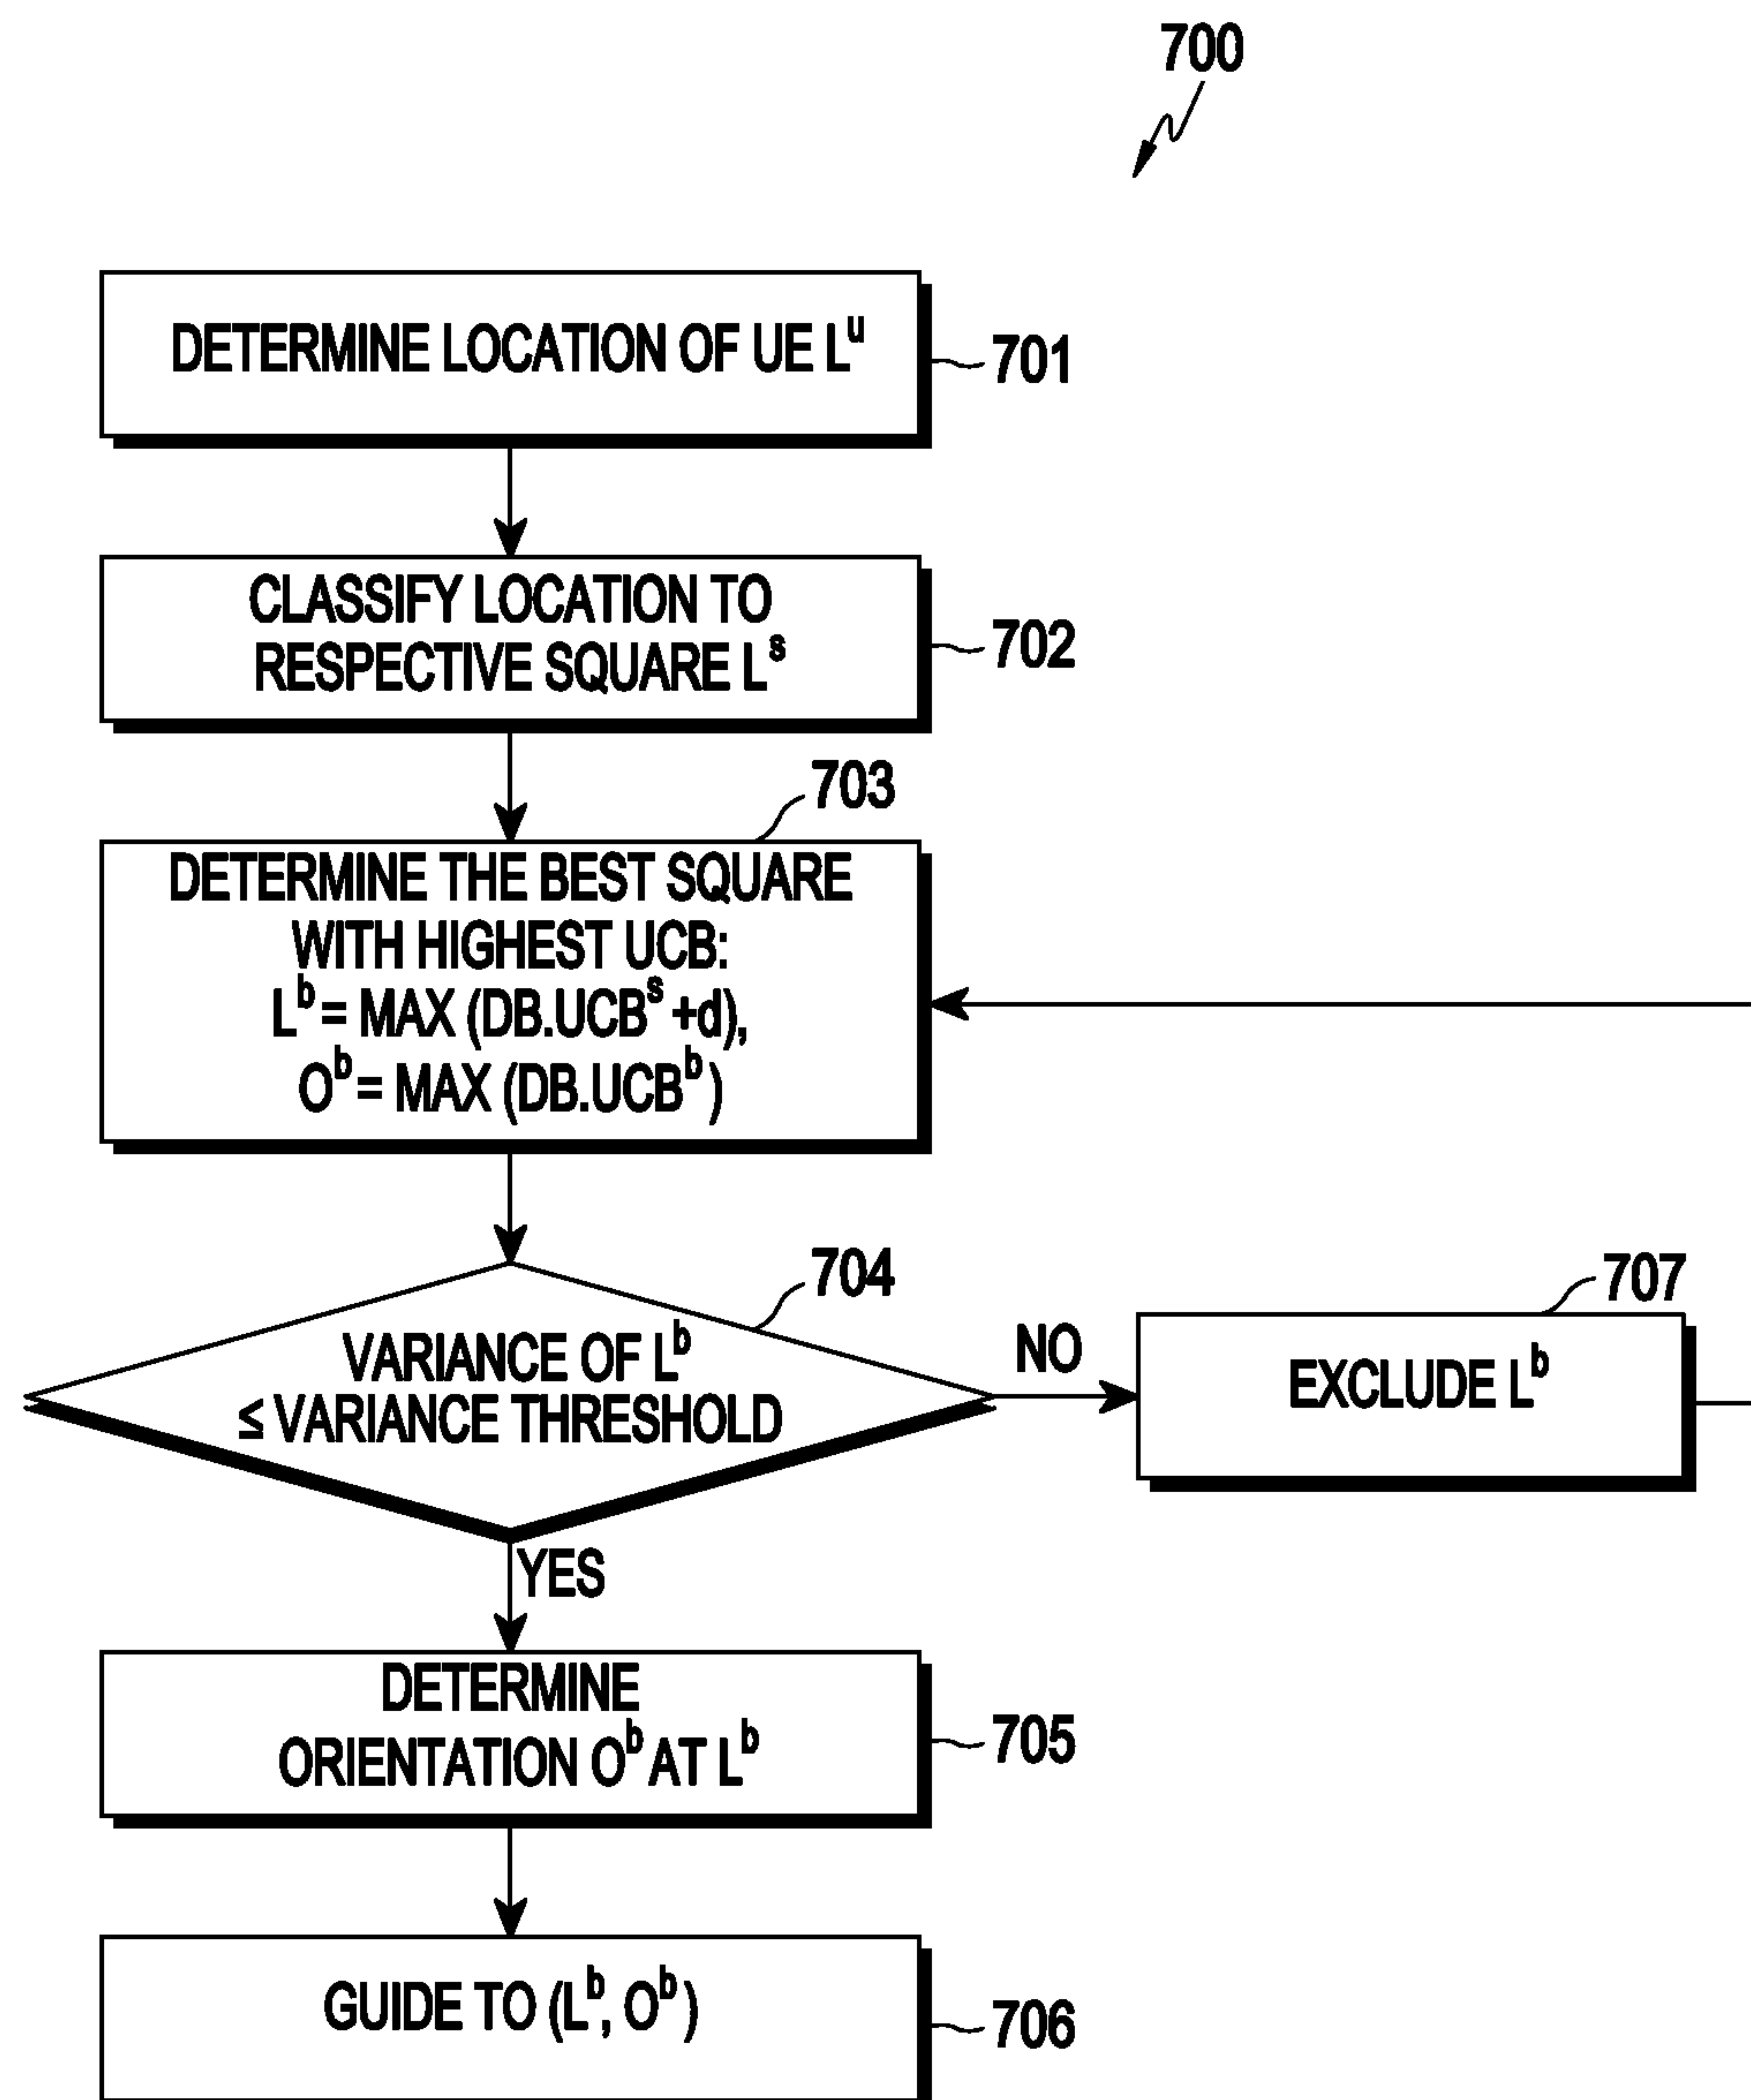 700
DETERMINE LOCATION OF UE L^u
701
CLASSIFY LOCATION TO
RESPECTIVE SQUARE L^s
702
703
DETERMINE THE BEST SQUARE
WITH HIGHEST UCB:
L^b = MAX (DB.UCB^s +d),
O^b = MAX (DB.UCB^b)
704
VARIANCE OF L^b
≤ VARIANCE THRESHOLD
NO
707
EXCLUDE L^b
YES
DETERMINE
ORIENTATION O^b AT L^b
705
GUIDE TO (L^b, O^b)
706